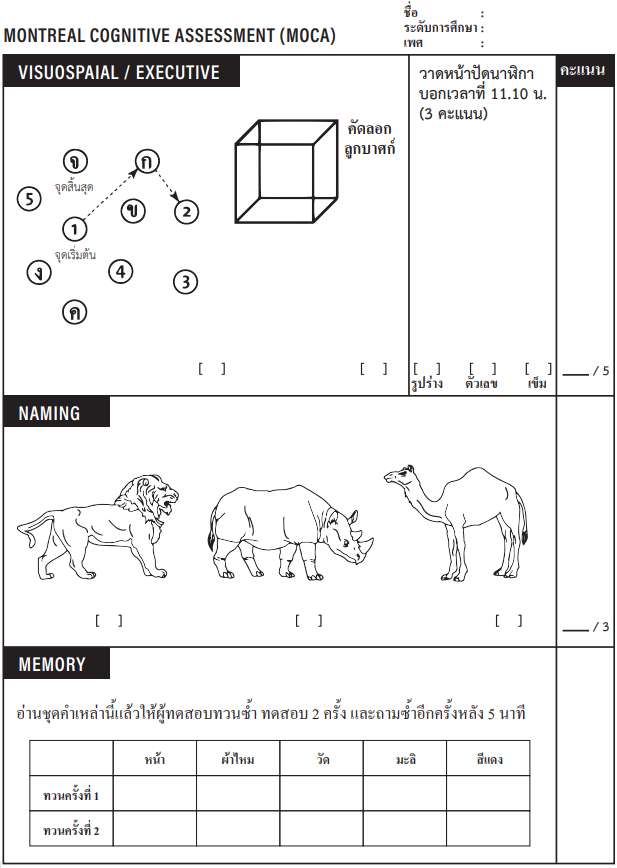 MONTREAL COGNITIVE ASSESSMENT (MOCA)
ชื่อ :
ระดับการศึกษา :
เพศ :
VISUOSPAIAL / EXECUTIVE
วาดหน้าปัดนาฬิกา
บอกเวลาที่ 11.10 น.
(3 คะแนน)
คะแนน
คัดลอก
ลูกบาศก์
จ
จุดสิ้นสุด
ก
5
ข
2
1
จุดเริ่มต้น
ง
4
3
ค
[ ] [ ] [ ] [ ] [ ]
รูปร่าง ตัวเลข เข็ม
___ / 5
NAMING
[ ] [ ] [ ]
___ / 3
MEMORY
อ่านชุดคำเหล่านี้แล้วให้ผู้ทดสอบทวนซ้ำ ทดสอบ 2 ครั้ง และถามซ้ำอีกครั้งหลัง 5 นาที
หน้า ผ้าไหม วัด มะลิ สีแดง
ทวนครั้งที่ 1
ทวนครั้งที่ 2